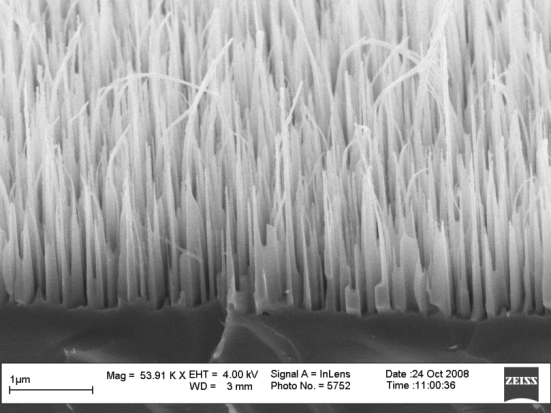 1µm
Mag = 53.91 K X EHT = 4.00 kV Signal A = InLens Date :24 Oct 2008
WD = 3 mm Photo No. = 5752 Time :11:00:36
ZEISS